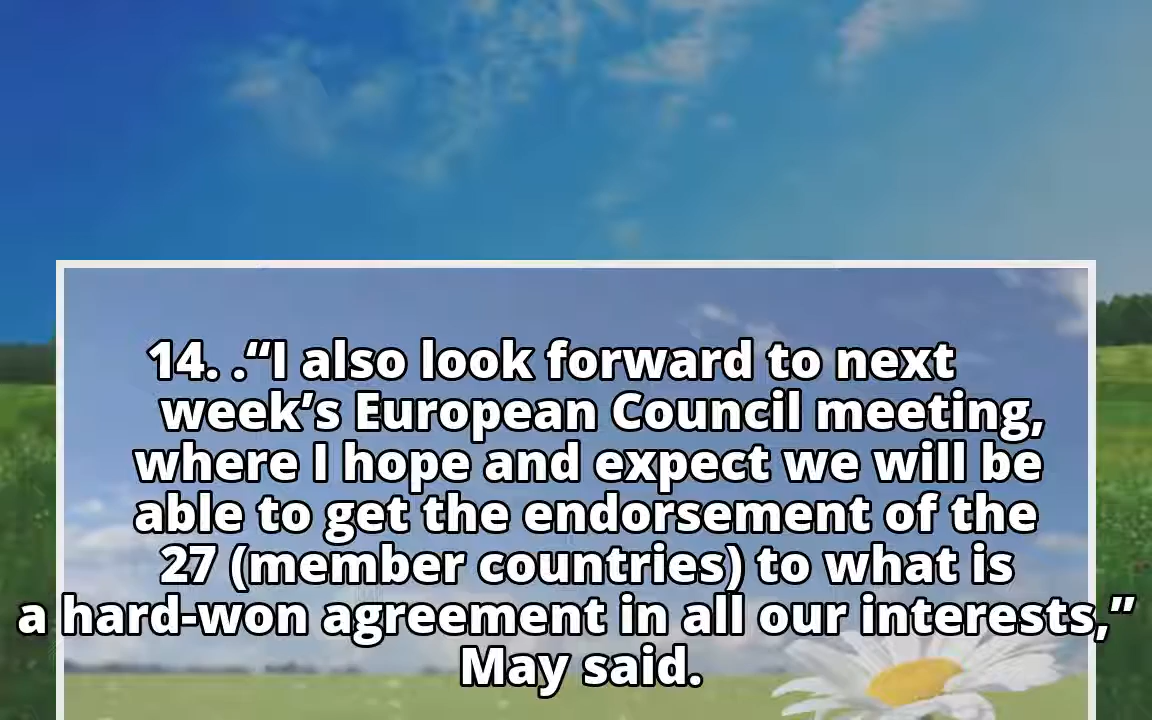 14. .“I also look forward to next
week’s European Council meeting,
where I hope and expect we will be
able to get the endorsement of the
27 (member countries) to what is
a hard-won agreement in all our interests,”
May said.